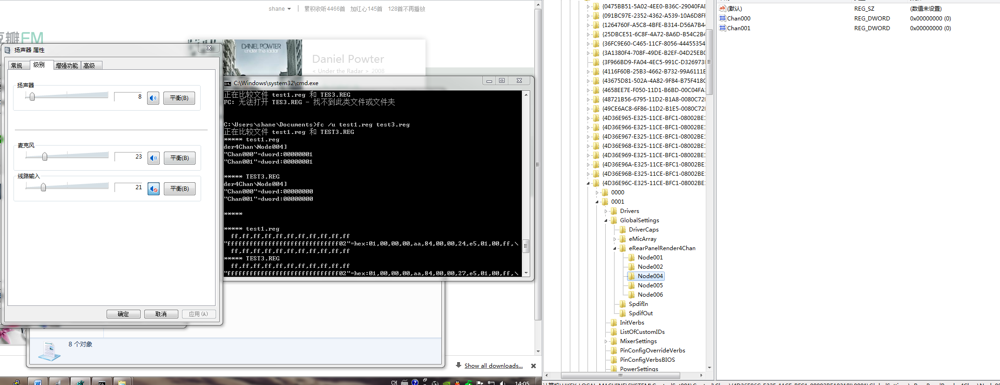 shane
累积收听4466首 加红心145首 128首不再播放
瓣FM
DANIEL POWTER
under the radar
Daniel Powter
< Under the Radar > 2008
扬声器 属性
常规 级别 增强功能 高级
扬声器
8 平衡(B)
麦克风
23 平衡(B)
线路输入
21 平衡(B)
确定 取消 应用(A)
C:\Windows\system32\cmd.exe
正在比较文件 test1.reg 和 TES3.REG
FC: 无法打开 TES3.REG - 找不到此类文件或文件夹
C:\Users\shane\Documents>fc /u test1.reg test3.reg
正在比较文件 test1.reg 和 TEST3.REG
***** test1.reg
der4Chan\Node004]
"Chan000"=dword:00000001
"Chan001"=dword:00000001
***** TEST3.REG
der4Chan\Node004]
"Chan000"=dword:00000000
"Chan001"=dword:00000000
*****
***** test1.reg
ff,ff,ff,ff,ff,ff,ff,ff,ff,ff,ff
"ffffffffffffffffffffffffffffff02"=hex:01,00,00,00,aa,84,00,00,24,e5,01,00,ff,\
ff,ff,ff,ff,ff,ff,ff,ff,ff,ff,ff
***** TEST3.REG
ff,ff,ff,ff,ff,ff,ff,ff,ff,ff,ff
"ffffffffffffffffffffffffffffff02"=hex:01,00,00,00,aa,84,00,00,27,e5,01,00,ff,\
8 个对象
Show all downloads...
CH
14:05
{0475BB51-5A02-4EE0-B36C-29040FAD
{091BC97E-2352-4362-A539-10A6D8FF
{1264760F-A5C8-4BFE-B314-D56A7B44
{25DBCE51-6C8F-4A72-8A6D-B54C2B4
{36FC9E60-C465-11CF-8056-44455354
{3A1380F4-708F-49DE-B2EF-04D25EB0
{3F966BD9-FA04-4EC5-991C-D326973
{4116F60B-25B3-4662-B732-99A6111E
{43675D81-502A-4A82-9F84-B75F418C
{4658EE7E-F050-11D1-B6BD-00C04FA
{48721B56-6795-11D2-B1A8-0080C72
{49CE6AC8-6F86-11D2-B1E5-0080C72
{4D36E965-E325-11CE-BFC1-08002BE1
{4D36E966-E325-11CE-BFC1-08002BE1
{4D36E967-E325-11CE-BFC1-08002BE1
{4D36E968-E325-11CE-BFC1-08002BE1
{4D36E969-E325-11CE-BFC1-08002BE1
{4D36E96A-E325-11CE-BFC1-08002BE1
{4D36E96B-E325-11CE-BFC1-08002BE1
{4D36E96C-E325-11CE-BFC1-08002BE1
0000
0001
Drivers
GlobalSettings
DriverCaps
eMicArray
eRearPanelRender4Chan
Node001
Node002
Node004
Node005
Node006
SpdifIn
SpdifOut
InitVerbs
ListOfCustomIDs
MixerSettings
PinConfigOverrideVerbs
PinConfigVerbsBIOS
PowerSettings
(默认) REG_SZ (数值未设置)
Chan000 REG_DWORD 0x00000000 (0)
Chan001 REG_DWORD 0x00000000 (0)